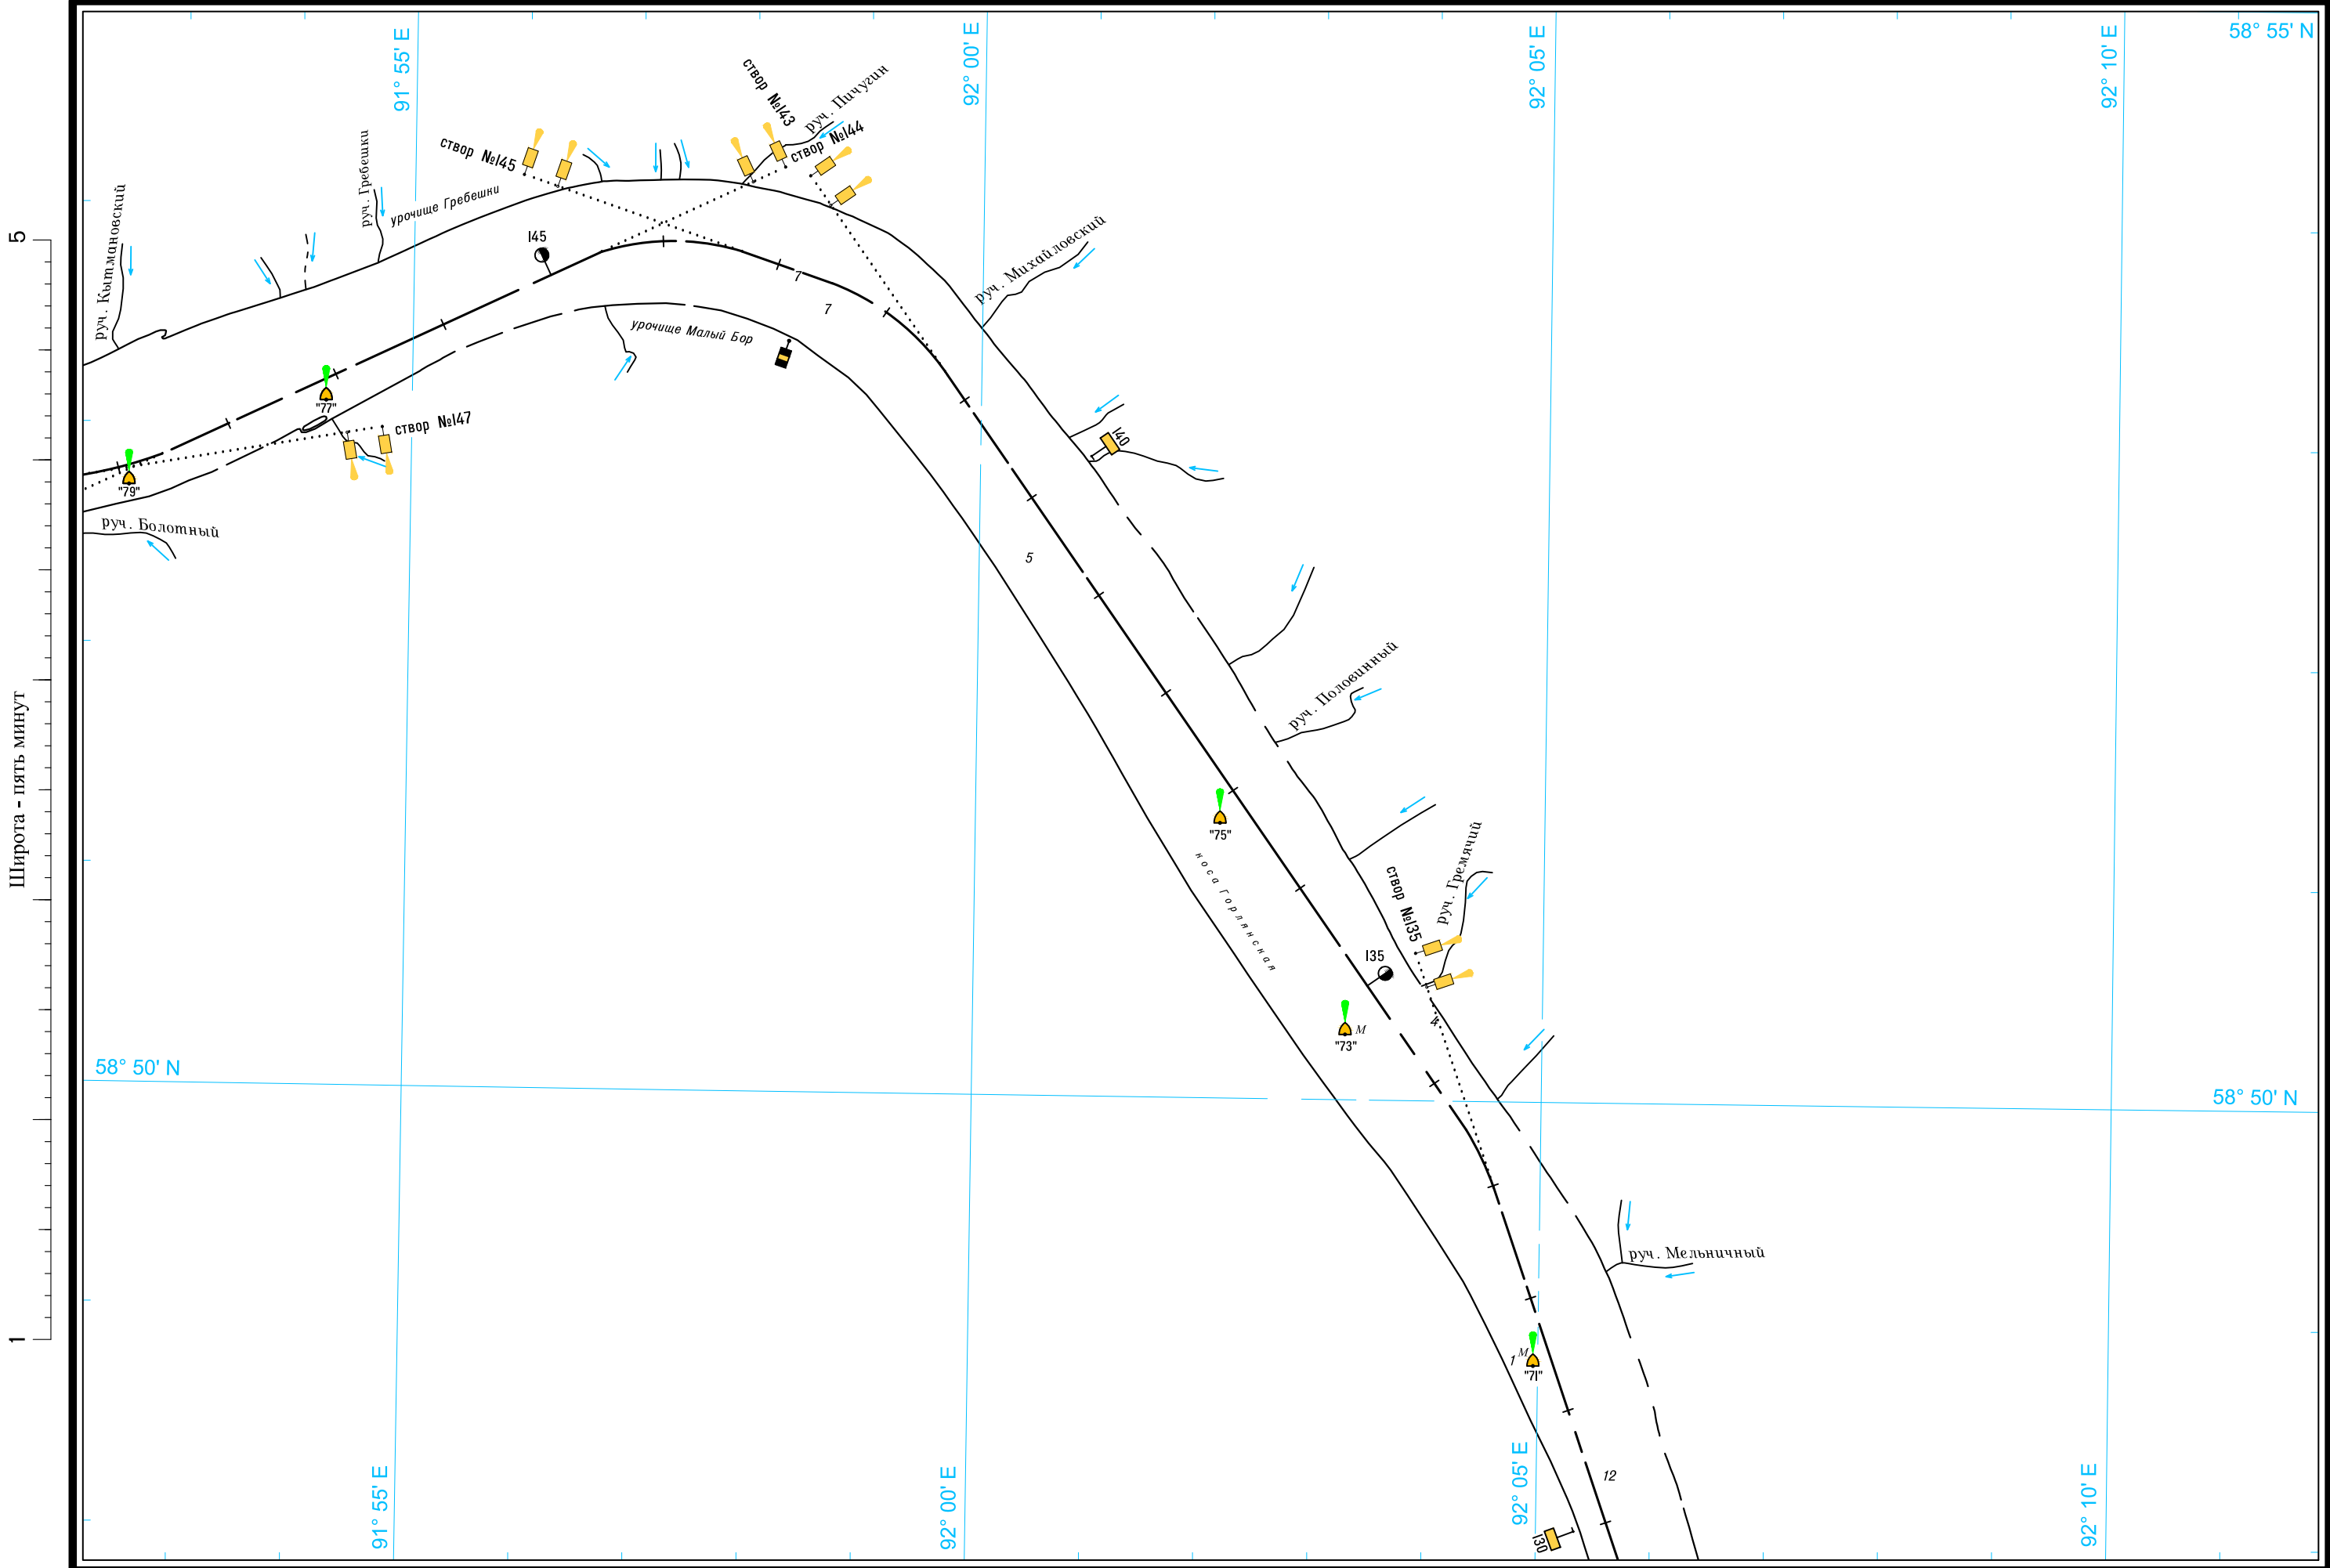 91° 55' E
92° 00' E
92° 05' E
92° 10' E
58° 55' N
створ №143
руч. Пичугин
створ №144
створ №145
руч. Гребешки
урочище Гребешки
руч. Кытмановский
145
5
руч. Михайловский
7
7
урочище Малый Бор
"77"
створ №147
140
"79"
руч. Болотный
5
руч. Половинный
Широта - пять минут
"75"
коса Горлянская
руч. Гремячий
створ №135
135
4
М
"73"
58° 50' N
58° 50' N
руч. Мельничный
1
М
1
"71"
12
130
91° 55' E
92° 00' E
92° 05' E
92° 10' E